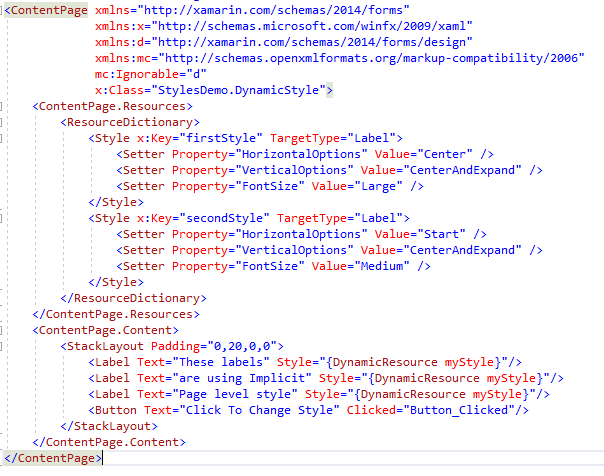 <ContentPage xmlns="http://xamarin.com/schemas/2014/forms"
             xmlns:x="http://schemas.microsoft.com/winfx/2009/xaml"
             xmlns:d="http://xamarin.com/schemas/2014/forms/design"
             xmlns:mc="http://schemas.openxmlformats.org/markup-compatibility/2006"
             mc:Ignorable="d"
             x:Class="StylesDemo.DynamicStyle">
    <ContentPage.Resources>
        <ResourceDictionary>
            <Style x:Key="firstStyle" TargetType="Label">
                <Setter Property="HorizontalOptions" Value="Center" />
                <Setter Property="VerticalOptions" Value="CenterAndExpand" />
                <Setter Property="FontSize" Value="Large" />
            </Style>
            <Style x:Key="secondStyle" TargetType="Label">
                <Setter Property="HorizontalOptions" Value="Start" />
                <Setter Property="VerticalOptions" Value="CenterAndExpand" />
                <Setter Property="FontSize" Value="Medium" />
            </Style>
        </ResourceDictionary>
    </ContentPage.Resources>
    <ContentPage.Content>
        <StackLayout Padding="0,20,0,0">
            <Label Text="These labels" Style="{DynamicResource myStyle}"/>
            <Label Text="are using Implicit" Style="{DynamicResource myStyle}"/>
            <Label Text="Page level style" Style="{DynamicResource myStyle}"/>
            <Button Text="Click To Change Style" Clicked="Button_Clicked"/>
        </StackLayout>
    </ContentPage.Content>
</ContentPage>